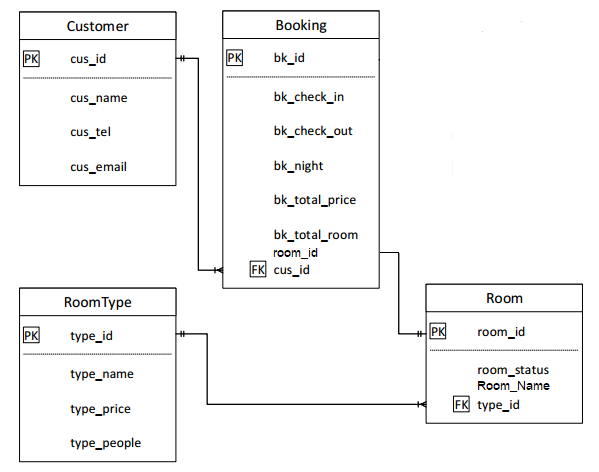 Customer
PK cus_id
cus_name
cus_tel
cus_email
Booking
PK bk_id
bk_check_in
bk_check_out
bk_night
bk_total_price
bk_total_room
room_id
FK cus_id
RoomType
PK type_id
type_name
type_price
type_people
Room
PK room_id
room_status
Room_Name
FK type_id